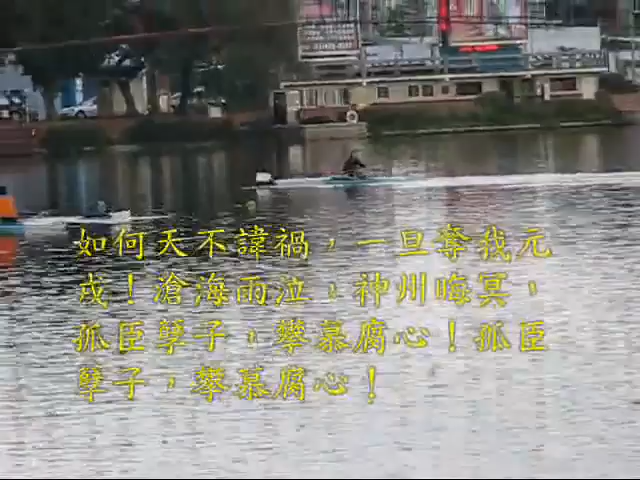 如何天不諱禍，一旦奪我元
戎！滄海雨泣，神州晦冥，
孤臣孽子，攀慕腐心！孤臣
孽子，攀慕腐心！